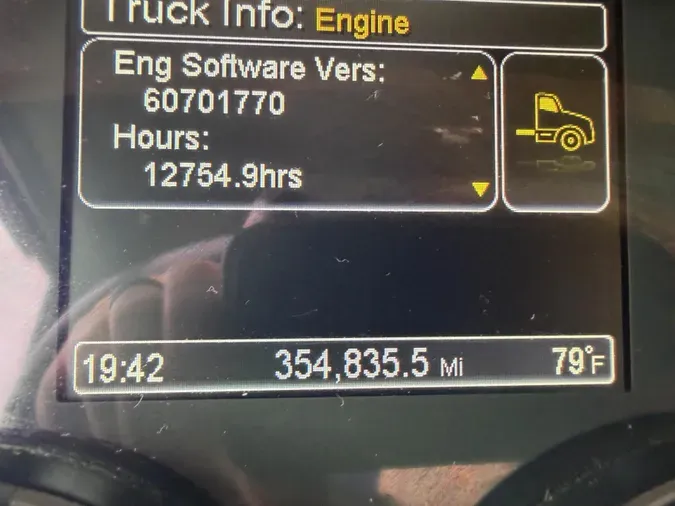 Truck Info: Engine
Eng Software Vers:
60701770
Hours:
12754.9hrs
19:42 354,835.5 Mi 79°F